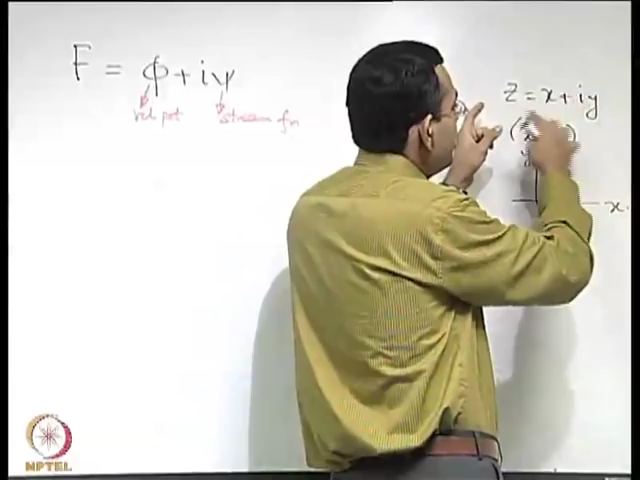 F = ϕ + iψ
vel pot
stream fn
z = x + iy
(x
y
x
NPTEL